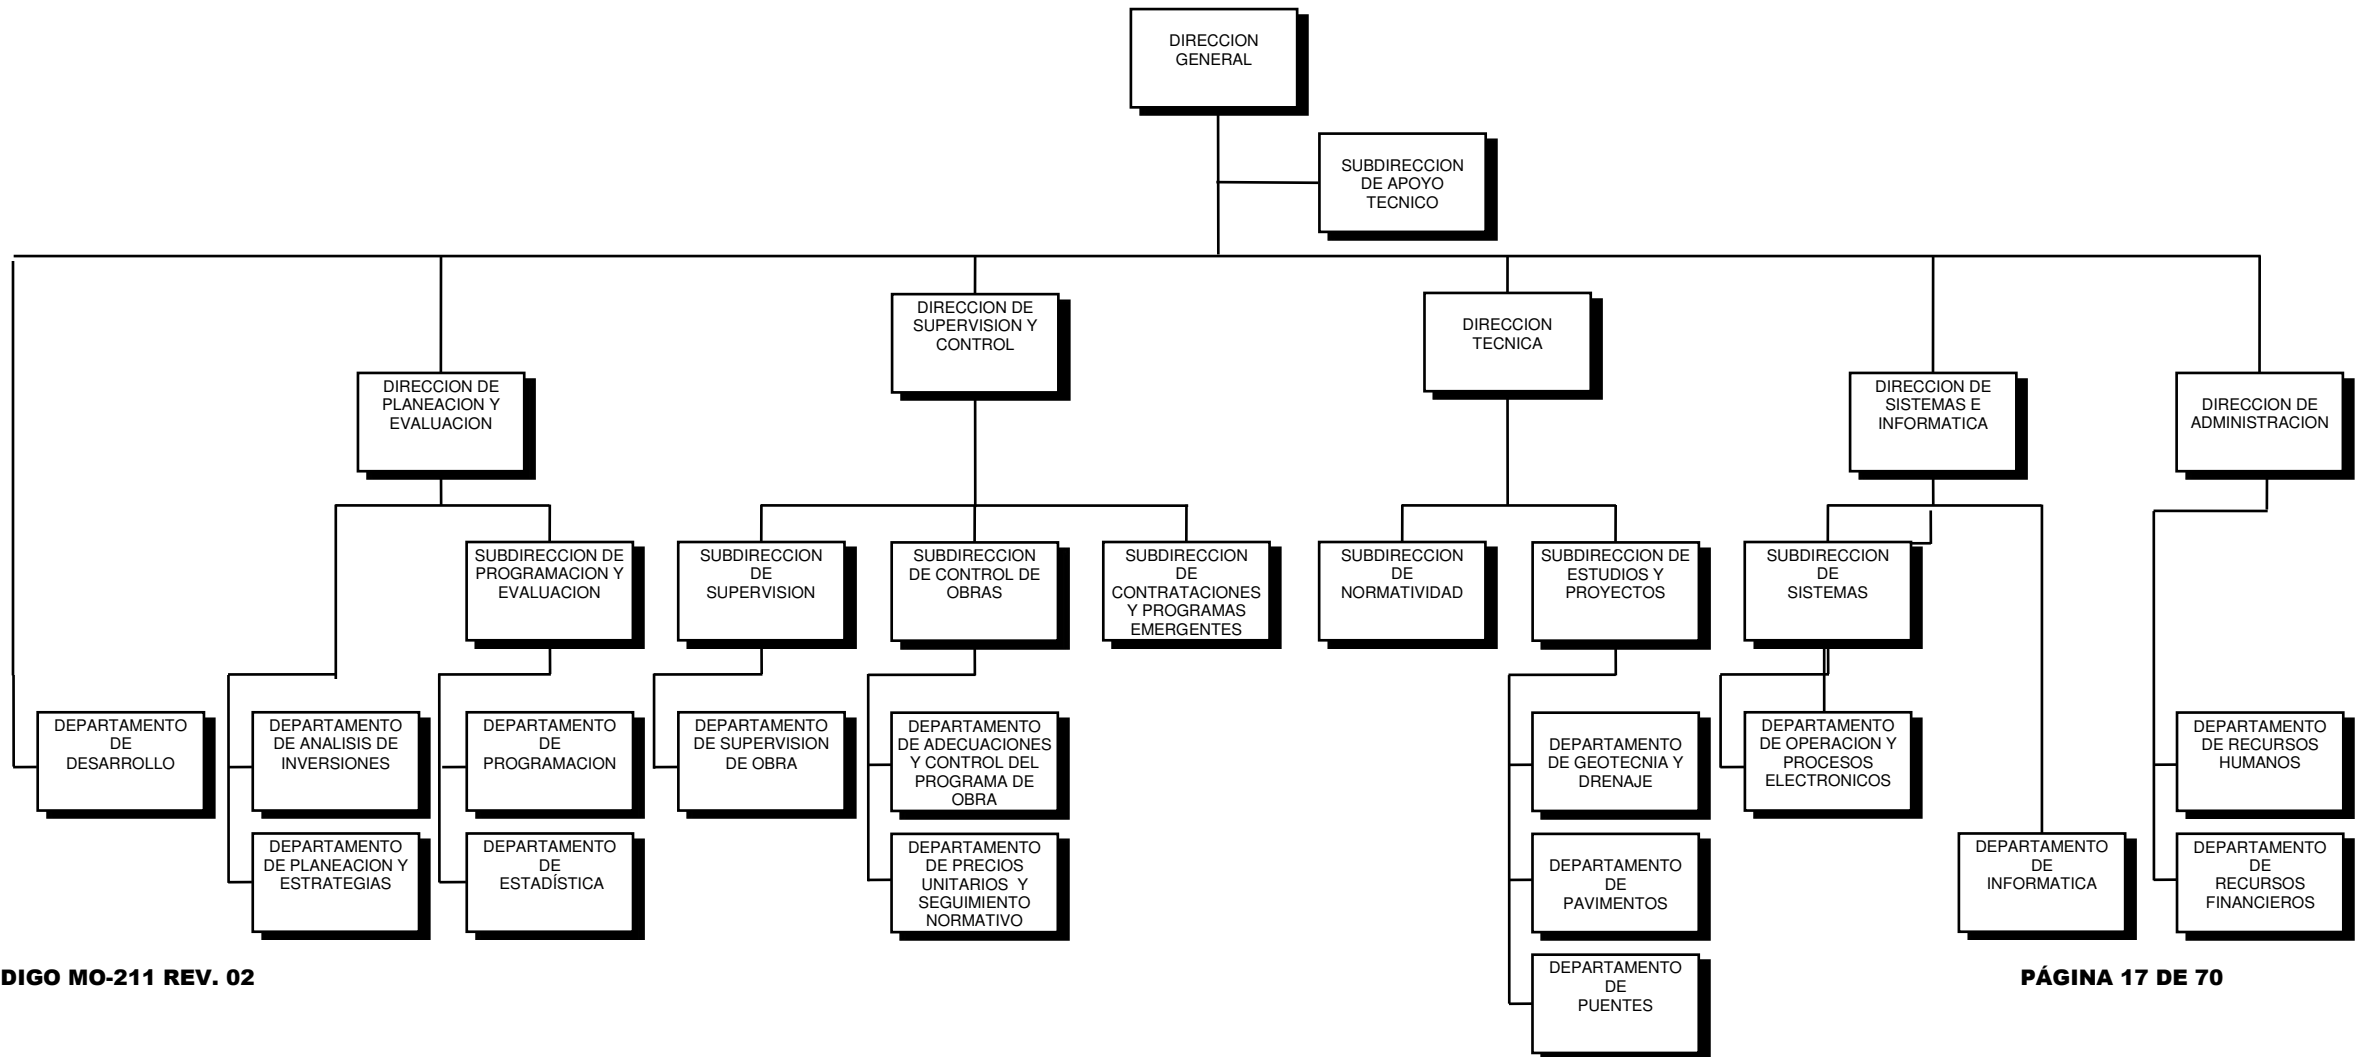 DIRECCION
GENERAL
SUBDIRECCION
DE APOYO
TECNICO
DIRECCION DE
SUPERVISION Y
CONTROL
DIRECCION
TECNICA
DIRECCION DE
PLANEACION Y
EVALUACION
DIRECCION DE
SISTEMAS E
INFORMATICA
DIRECCION DE
ADMINISTRACION
SUBDIRECCION DE
PROGRAMACION Y
EVALUACION
SUBDIRECCION
DE
SUPERVISION
SUBDIRECCION
DE CONTROL DE
OBRAS
SUBDIRECCION
DE
CONTRATACIONES
Y PROGRAMAS
EMERGENTES
SUBDIRECCION
DE
NORMATIVIDAD
SUBDIRECCION DE
ESTUDIOS Y
PROYECTOS
SUBDIRECCION
DE
SISTEMAS
DEPARTAMENTO
DE
DESARROLLO
DEPARTAMENTO
DE ANALISIS DE
INVERSIONES
DEPARTAMENTO
DE
PROGRAMACION
DEPARTAMENTO
DE SUPERVISION
DE OBRA
DEPARTAMENTO
DE ADECUACIONES
Y CONTROL DEL
PROGRAMA DE
OBRA
DEPARTAMENTO
DE GEOTECNIA Y
DRENAJE
DEPARTAMENTO
DE OPERACION Y
PROCESOS
ELECTRONICOS
DEPARTAMENTO
DE RECURSOS
HUMANOS
DEPARTAMENTO
DE PLANEACION Y
ESTRATEGIAS
DEPARTAMENTO
DE
ESTADÍSTICA
DEPARTAMENTO
DE PRECIOS
UNITARIOS Y
SEGUIMIENTO
NORMATIVO
DEPARTAMENTO
DE
PAVIMENTOS
DEPARTAMENTO
DE
INFORMATICA
DEPARTAMENTO
DE
RECURSOS
FINANCIEROS
DEPARTAMENTO
DE
PUENTES
DIGO MO-211 REV. 02
PÁGINA 17 DE 70